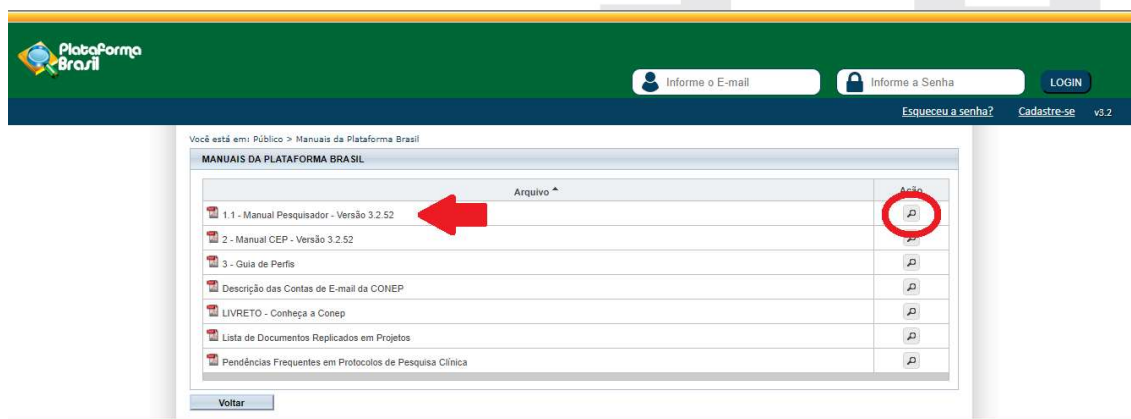 Plataforma
Brasil
Informe o E-mail
Informe a Senha
LOGIN
Esqueceu a senha?
Cadastre-se
v3.2
Você está em: Público > Manuais da Plataforma Brasil
MANUAIS DA PLATAFORMA BRASIL
Arquivo
Ação
1.1 - Manual Pesquisador - Versão 3.2.52
2 - Manual CEP - Versão 3.2.52
3 - Guia de Perfis
Descrição das Contas de E-mail da CONEP
LIVRETO - Conheça a Conep
Lista de Documentos Replicados em Projetos
Pendências Frequentes em Protocolos de Pesquisa Clínica
Voltar